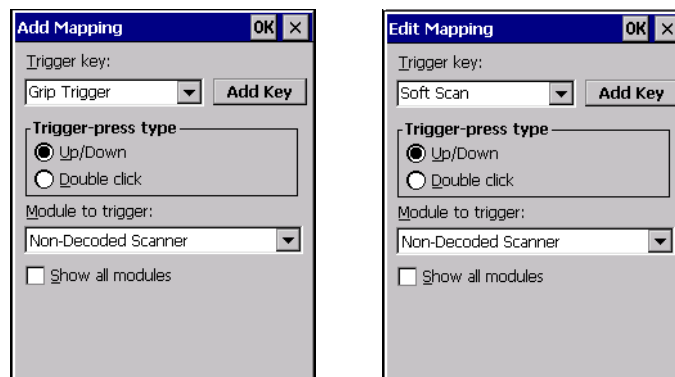 Add Mapping OK ×
Trigger key:
Grip Trigger Add Key
Trigger-press type
Up/Down
Double click
Module to trigger:
Non-Decoded Scanner
Show all modules
Edit Mapping OK ×
Trigger key:
Soft Scan Add Key
Trigger-press type
Up/Down
Double click
Module to trigger:
Non-Decoded Scanner
Show all modules